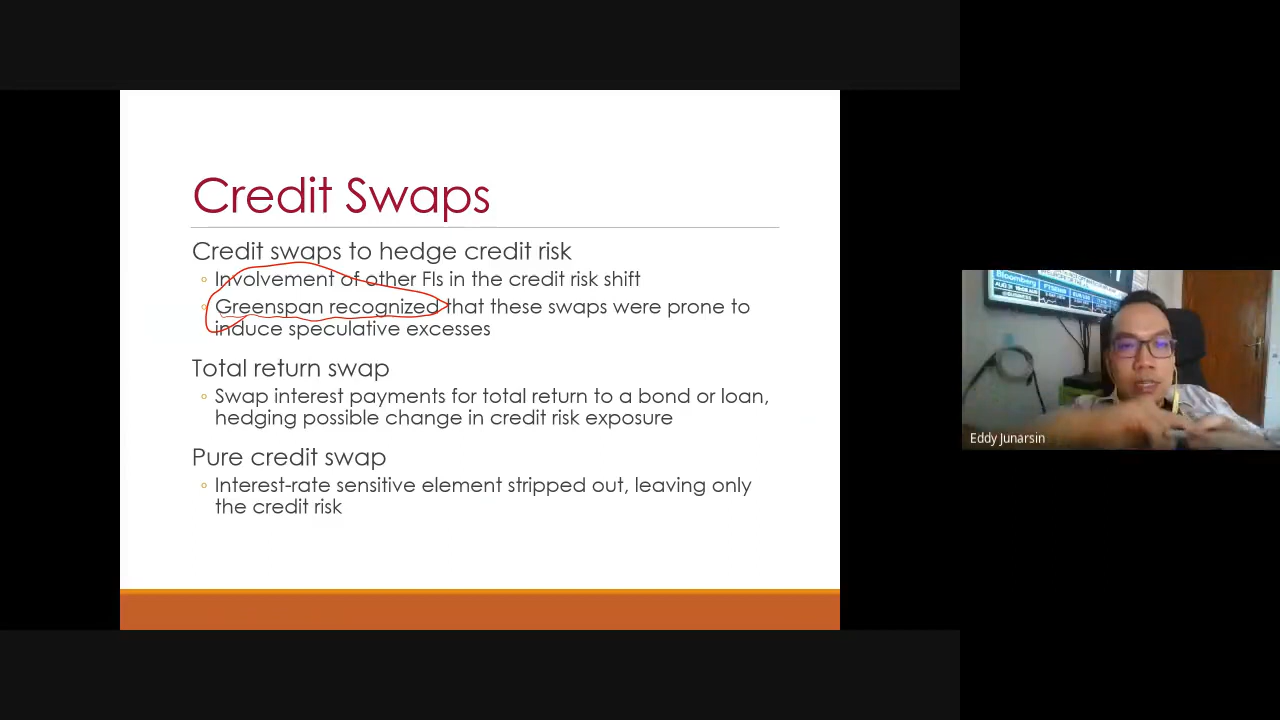 Credit Swaps
Credit swaps to hedge credit risk
◦ Involvement of other FIs in the credit risk shift
◦ Greenspan recognized that these swaps were prone to
induce speculative excesses
Total return swap
◦ Swap interest payments for total return to a bond or loan,
hedging possible change in credit risk exposure
Pure credit swap
◦ Interest-rate sensitive element stripped out, leaving only
the credit risk
Bloomberg
Eddy Junarsin